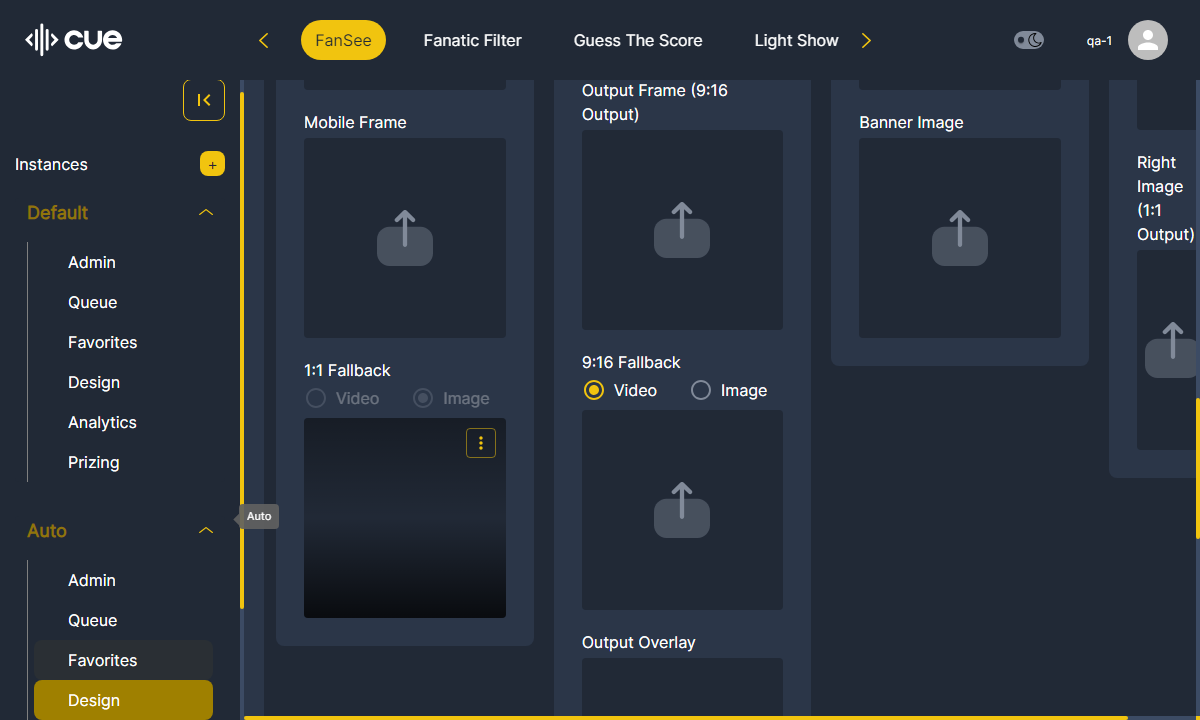 cue
FanSee
Fanatic Filter
Guess The Score
Light Show
qa-1
Instances
+
Default
Admin
Queue
Favorites
Design
Analytics
Prizing
Auto
Admin
Queue
Favorites
Design
Auto
Mobile Frame
1:1 Fallback
Video
Image
Output Frame (9:16
Output)
9:16 Fallback
Video
Image
Output Overlay
Banner Image
Right
Image
(1:1
Output)